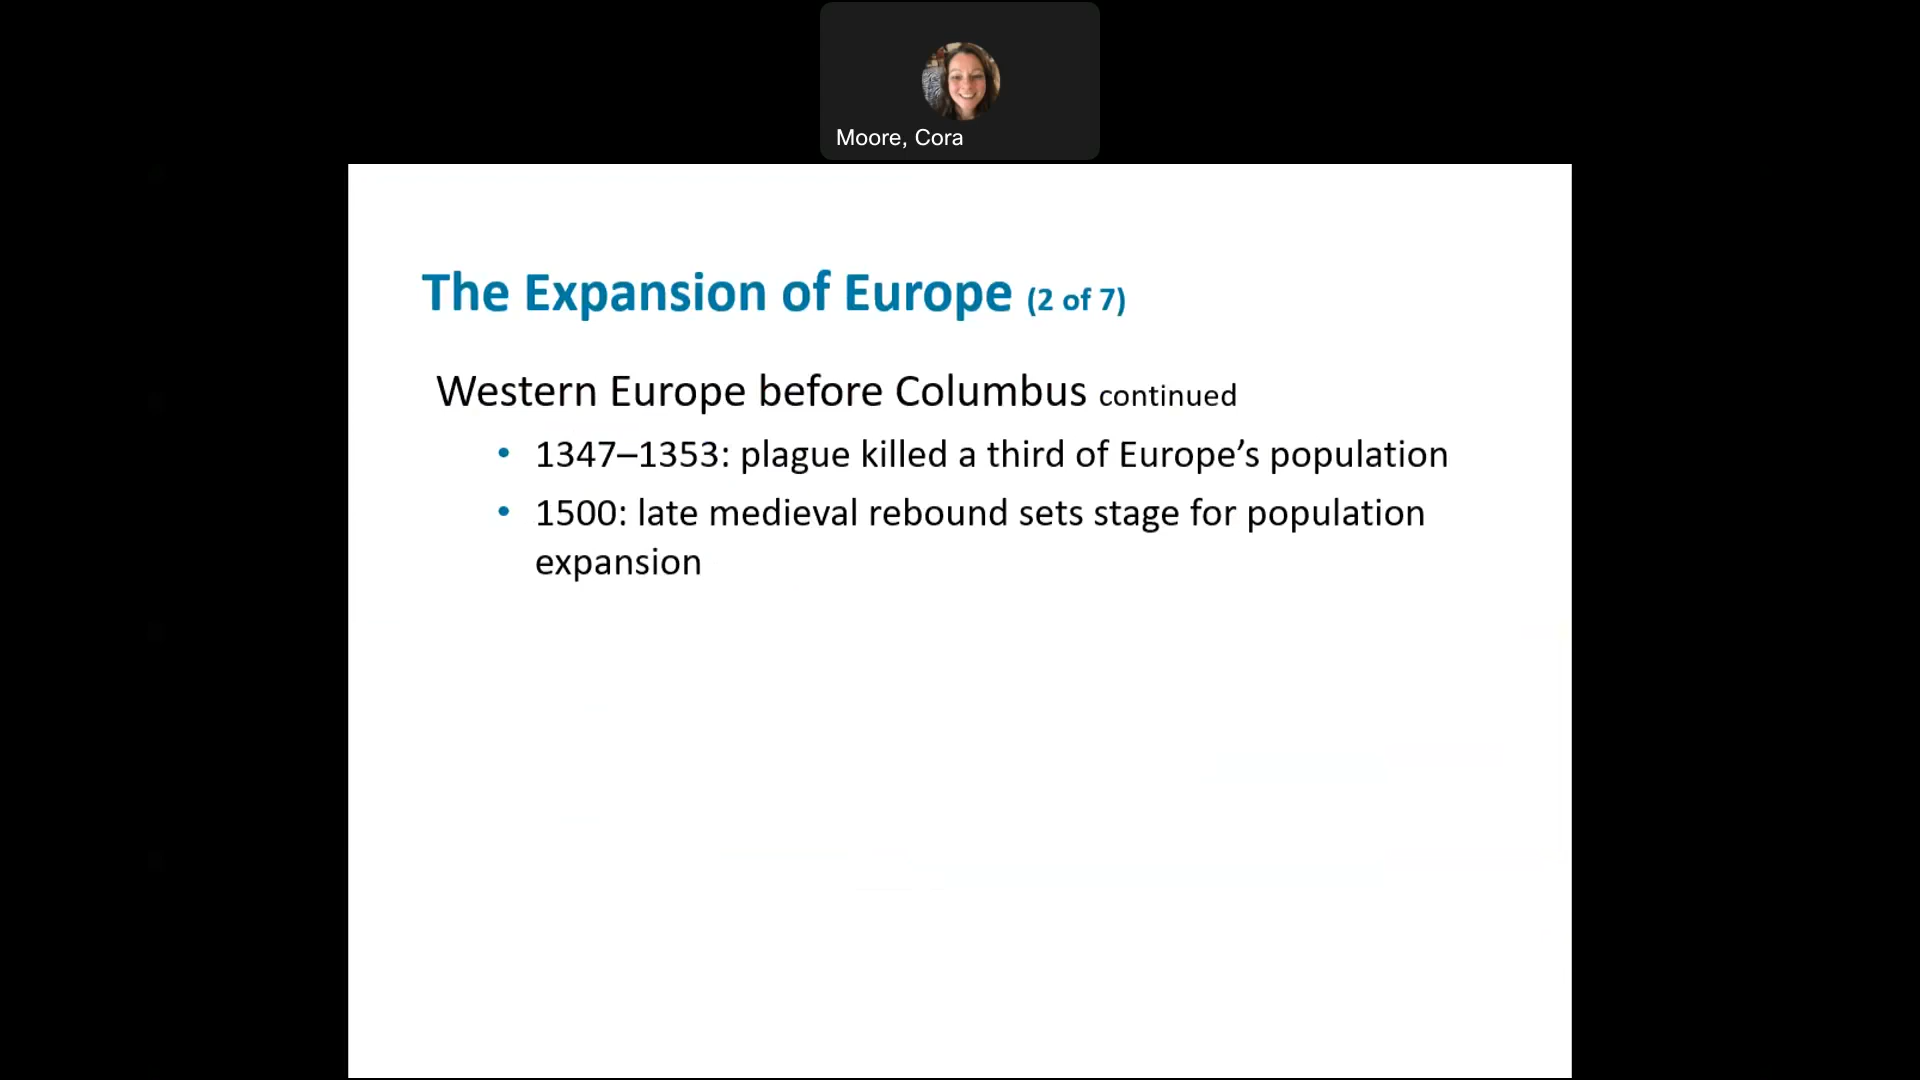 Moore, Cora
The Expansion of Europe (2 of 7)
Western Europe before Columbus continued
• 1347–1353: plague killed a third of Europe’s population
• 1500: late medieval rebound sets stage for population
expansion